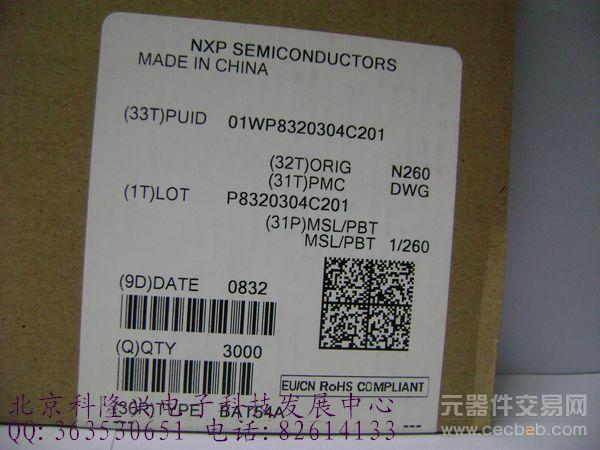 NXP SEMICONDUCTORS
MADE IN CHINA
(33T)PUID 01WP8320304C201
(32T)ORIG N260
(31T)PMC DWG
(1T)LOT P8320304C201
(31P)MSL/PBT
MSL/PBT 1/260
(9D)DATE 0832
(Q)QTY 3000
EU/CN RoHS COMPLIANT
(30R)TYPE BAT54A
---
北京科隆兴电子科技发展中心
QQ: 363530651 电话: 82614133
元器件交易网
www.cecb2b.com